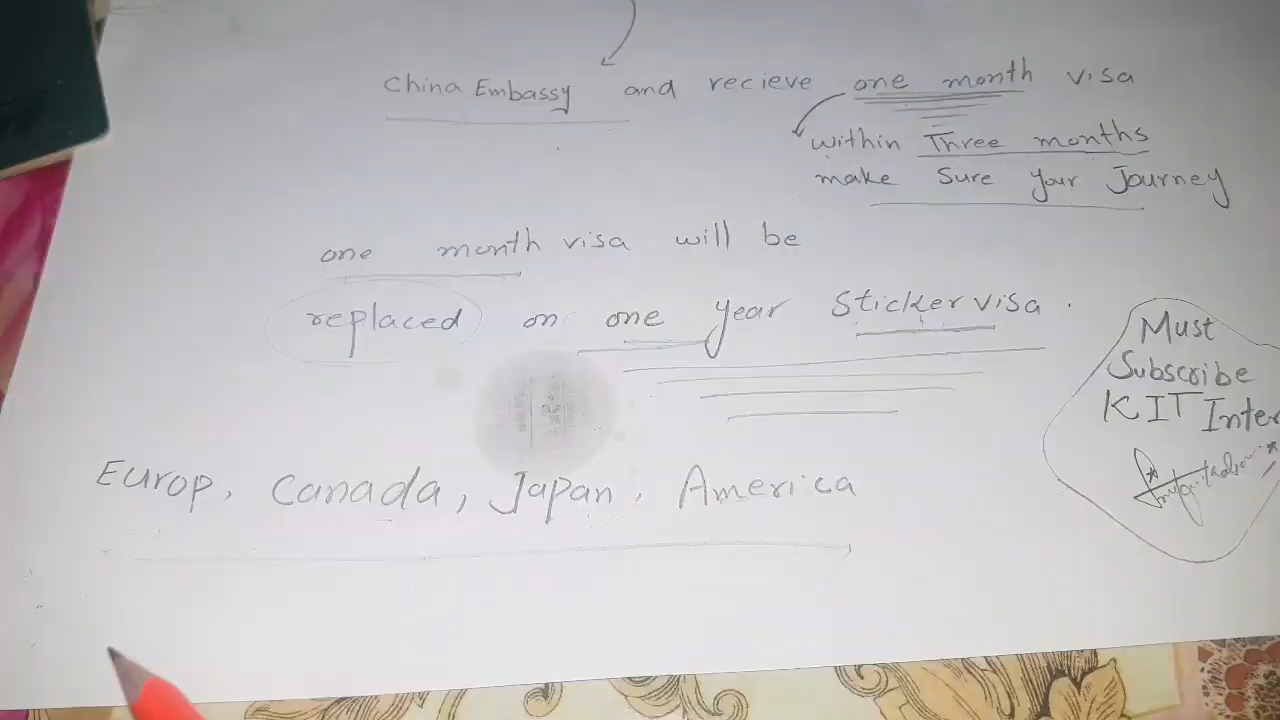 China Embassy and recieve one month visa
within Three months
make sure your Journey
one month visa will be
replaced on one year Sticker visa.
Must
Subscribe
KIT Inter
Europ, Canada, Japan, America